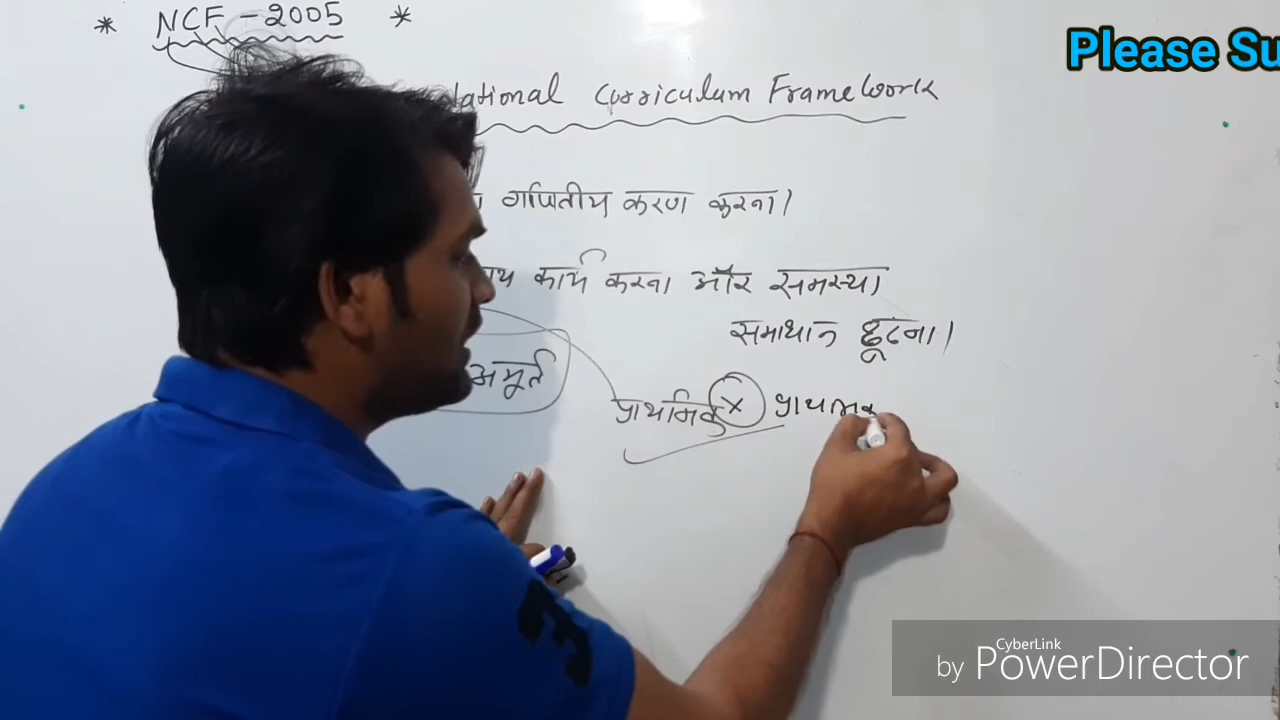 * NCF - 2005 *
Please Su
National Curriculum Framework
गणितीय करण करना।
कार्य करना और समस्या
समाधान ढूढंना।
अमूर्त
प्राथमिक x
CyberLink
by PowerDirector